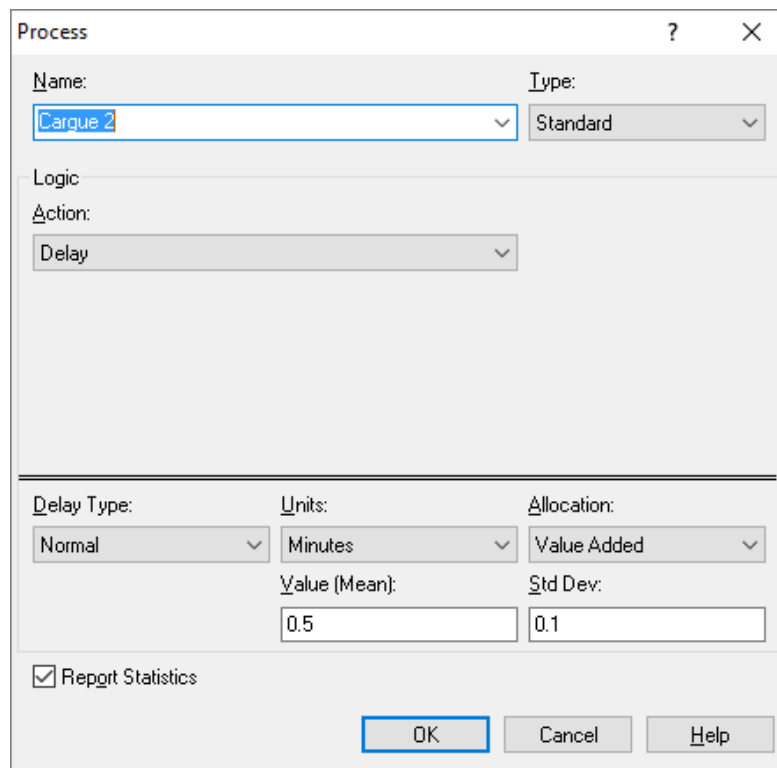 Process ?
Name: Type:
Cargue 2 Standard
Logic
Action:
Delay
Delay Type: Units: Allocation:
Normal Minutes Value Added
Value (Mean): Std Dev:
0.5 0.1
Report Statistics
OK Cancel Help